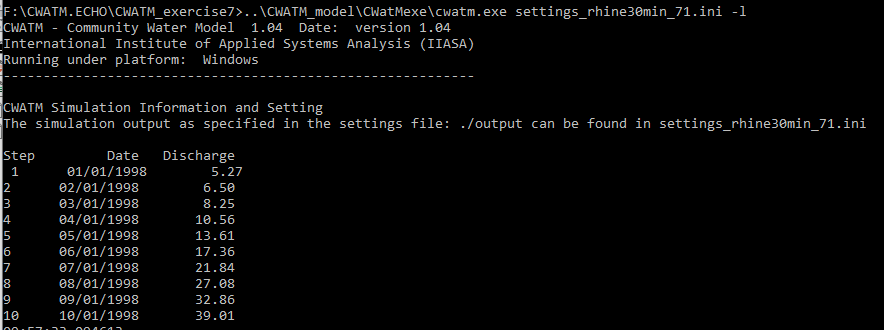 F:\CWATM.ECHO\CWATM_exercise7>..\CWATM_model\CWatMexe\cwatm.exe settings_rhine30min_71.ini -l
CWATM - Community Water Model  1.04  Date:  version 1.04
International Institute of Applied Systems Analysis (IIASA)
Running under platform:  Windows
-----------------------------------------------------------
CWATM Simulation Information and Setting
The simulation output as specified in the settings file: ./output can be found in settings_rhine30min_71.ini
Step         Date   Discharge
1      01/01/1998        5.27
2      02/01/1998        6.50
3      03/01/1998        8.25
4      04/01/1998       10.56
5      05/01/1998       13.61
6      06/01/1998       17.36
7      07/01/1998       21.84
8      08/01/1998       27.08
9      09/01/1998       32.86
10     10/01/1998       39.01